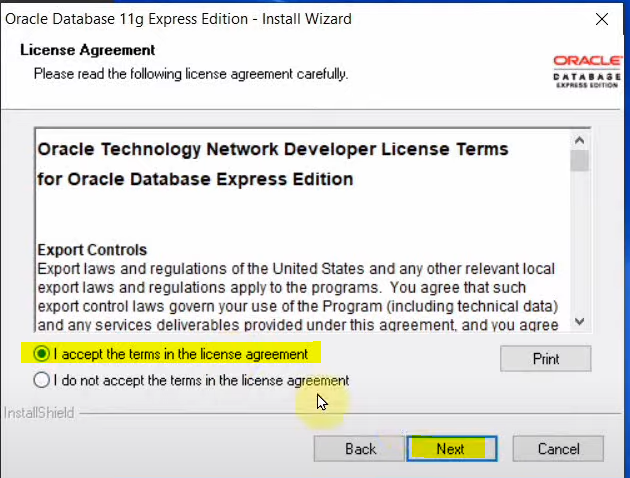 Oracle Database 11g Express Edition - Install Wizard
License Agreement
Please read the following license agreement carefully.
ORACLE
DATABASE
EXPRESS EDITION
Oracle Technology Network Developer License Terms
for Oracle Database Express Edition
Export Controls
Export laws and regulations of the United States and any other relevant local
export laws and regulations apply to the programs. You agree that such
export control laws govern your use of the Program (including technical data)
and any services deliverables provided under this agreement, and you agree
I accept the terms in the license agreement
Print
I do not accept the terms in the license agreement
InstallShield
Back
Next
Cancel